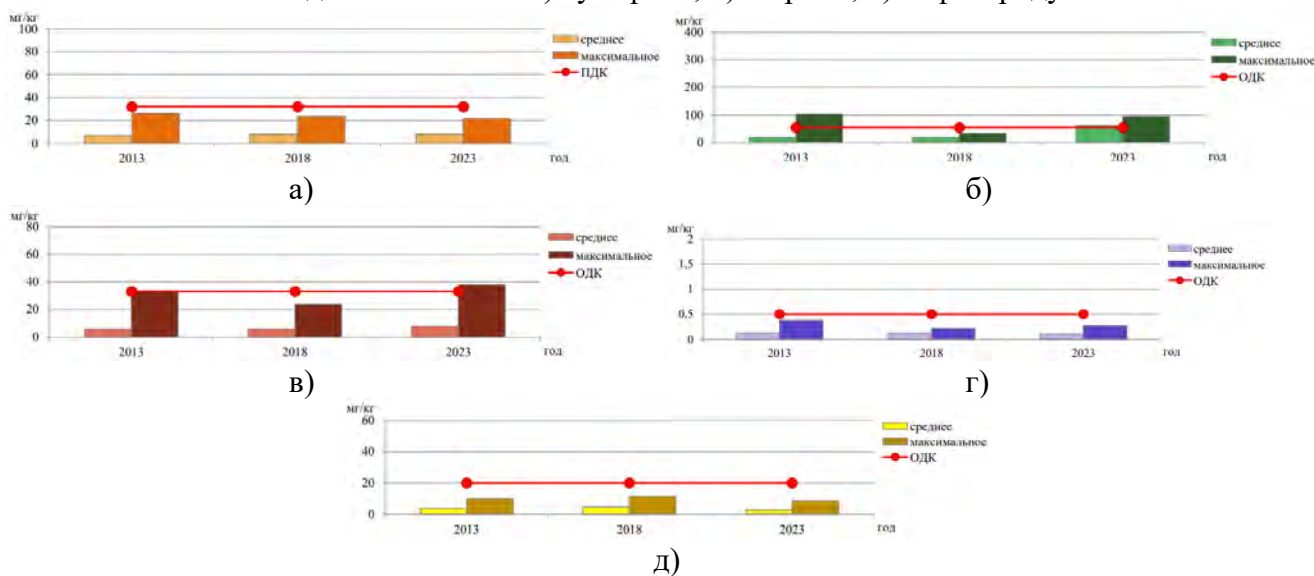 мг/кг
100
80
60
40
20
0
2013 2018 2023 год
среднее
максимальное
ПДК
а)
мг/кг
400
300
200
100
0
2013 2018 2023 год
среднее
максимальное
ОДК
б)
мг/кг
80
60
40
20
0
2013 2018 2023 год
среднее
максимальное
ОДК
в)
мг/кг
2
1,5
1
0,5
0
2013 2018 2023 год
среднее
максимальное
ОДК
г)
мг/кг
60
40
20
0
2013 2018 2023 год
среднее
максимальное
ОДК
д)